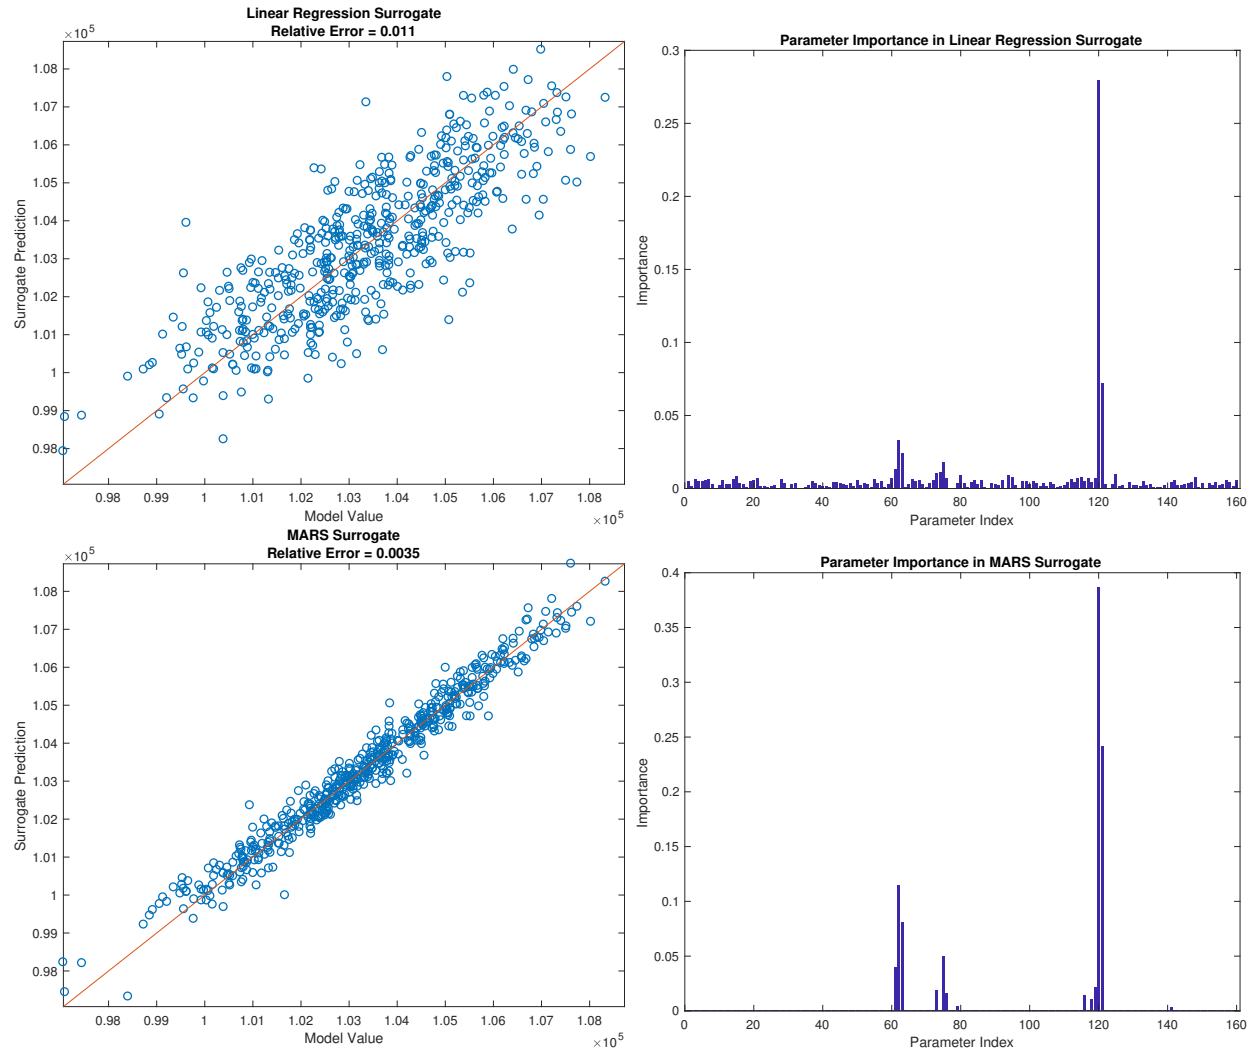 Linear Regression Surrogate
Relative Error = 0.011
×10^5
1.08
1.07
1.06
1.05
1.04
1.03
1.02
1.01
1
0.99
0.98
Surrogate Prediction
0.98 0.99 1 1.01 1.02 1.03 1.04 1.05 1.06 1.07 1.08
Model Value
×10^5
Parameter Importance in Linear Regression Surrogate
0.3
0.25
0.2
0.15
0.1
0.05
0
Importance
0 20 40 60 80 100 120 140 160
Parameter Index
MARS Surrogate
Relative Error = 0.0035
×10^5
1.08
1.07
1.06
1.05
1.04
1.03
1.02
1.01
1
0.99
0.98
Surrogate Prediction
0.98 0.99 1 1.01 1.02 1.03 1.04 1.05 1.06 1.07 1.08
Model Value
×10^5
Parameter Importance in MARS Surrogate
0.4
0.35
0.3
0.25
0.2
0.15
0.1
0.05
0
Importance
0 20 40 60 80 100 120 140 160
Parameter Index